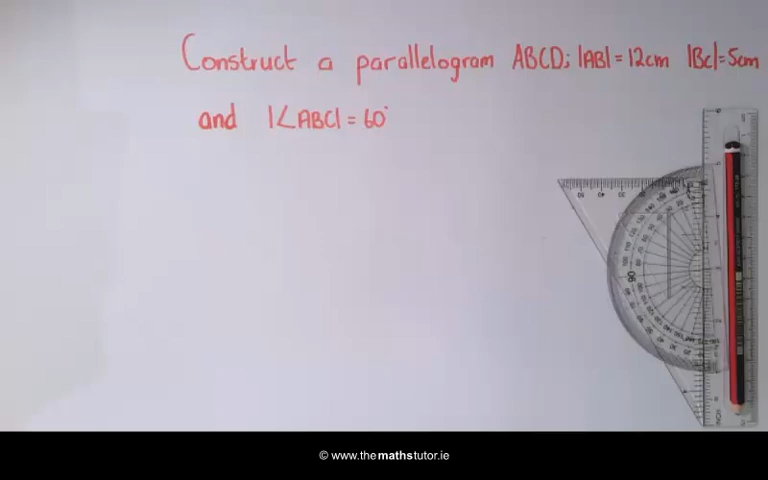 Construct a parallelogram ABCD; |AB| = 12cm |BC| = 5cm
and |∠ABC| = 60°
© www.themathstutor.ie